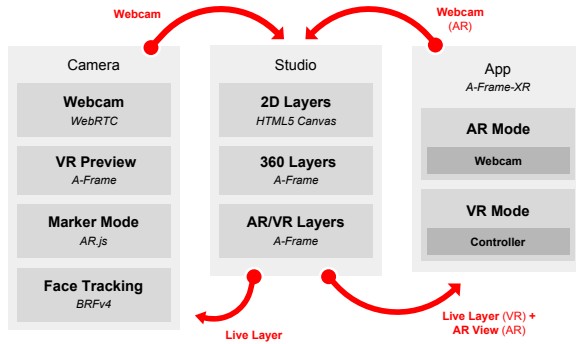 Webcam
Webcam
(AR)
Camera
Webcam
WebRTC
VR Preview
A-Frame
Marker Mode
AR.js
Face Tracking
BRFv4
Studio
2D Layers
HTML5 Canvas
360 Layers
A-Frame
AR/VR Layers
A-Frame
App
A-Frame-XR
AR Mode
Webcam
VR Mode
Controller
Live Layer
Live Layer (VR) +
AR View (AR)